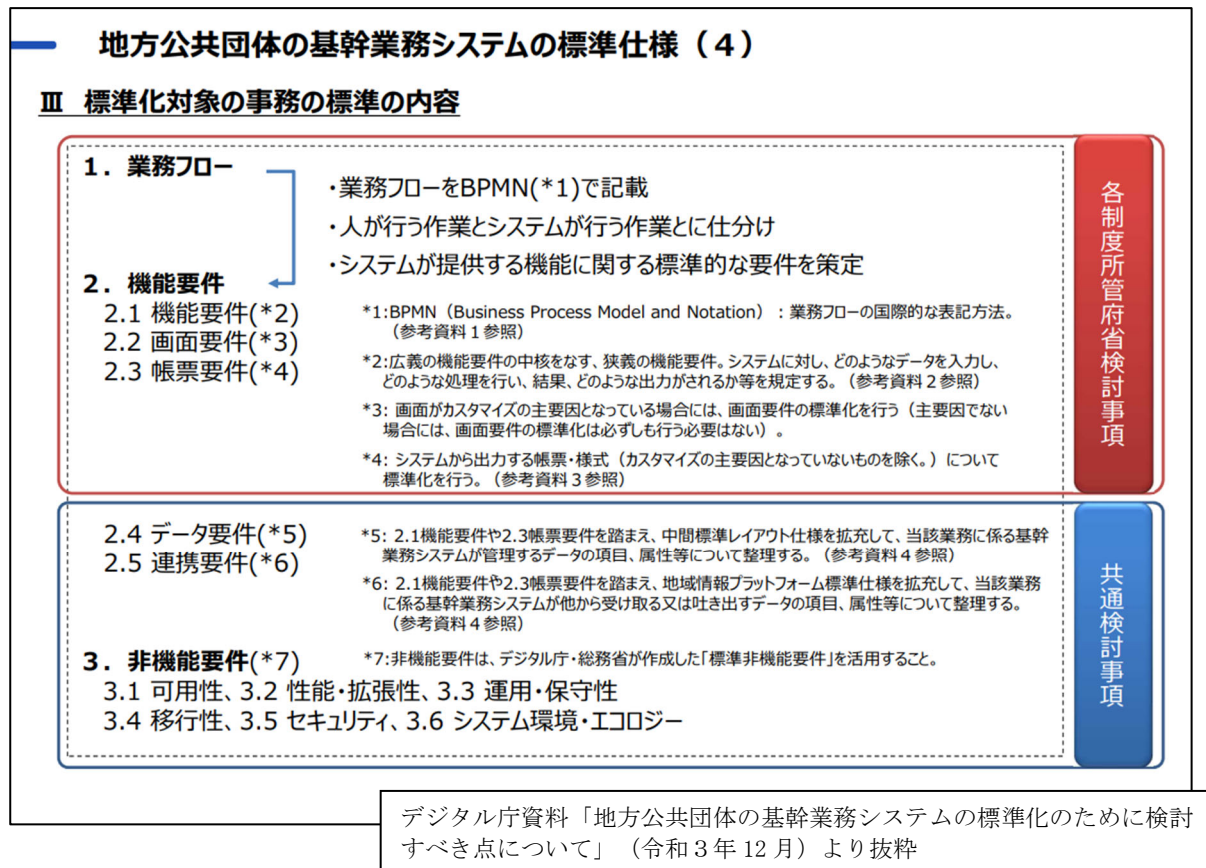 地方公共団体の基幹業務システムの標準仕様（４）
Ⅲ 標準化対象の事務の標準の内容
１．業務フロー
・業務フローをBPMN(*1)で記載
・人が行う作業とシステムが行う作業とに仕分け
・システムが提供する機能に関する標準的な要件を策定
２．機能要件
2.1 機能要件(*2)
2.2 画面要件(*3)
2.3 帳票要件(*4)
*1:BPMN（Business Process Model and Notation）：業務フローの国際的な表記方法。
（参考資料１参照）
*2:広義の機能要件の中核をなす、狭義の機能要件。システムに対し、どのようなデータを入力し、
どのような処理を行い、結果、どのような出力がされるか等を規定する。（参考資料２参照）
*3: 画面がカスタマイズの主要因となっている場合には、画面要件の標準化を行う（主要因でない
場合には、画面要件の標準化は必ずしも行う必要はない）。
*4: システムから出力する帳票・様式（カスタマイズの主要因となっていないものを除く。）について
標準化を行う。（参考資料３参照）
各制度所管府省検討事項
2.4 データ要件(*5)
2.5 連携要件(*6)
*5: 2.1機能要件や2.3帳票要件を踏まえ、中間標準レイアウト仕様を拡充して、当該業務に係る基幹
業務システムが管理するデータの項目、属性等について整理する。（参考資料４参照）
*6: 2.1機能要件や2.3帳票要件を踏まえ、地域情報プラットフォーム標準仕様を拡充して、当該業務
に係る基幹業務システムが他から受け取る又は吐き出すデータの項目、属性等について整理する。
（参考資料４参照）
３．非機能要件(*7)
*7:非機能要件は、デジタル庁・総務省が作成した「標準非機能要件」を活用すること。
3.1 可用性、3.2 性能・拡張性、3.3 運用・保守性
3.4 移行性、3.5 セキュリティ、3.6 システム環境・エコロジー
共通検討事項
デジタル庁資料「地方公共団体の基幹業務システムの標準化のために検討
すべき点について」（令和３年 12 月）より抜粋